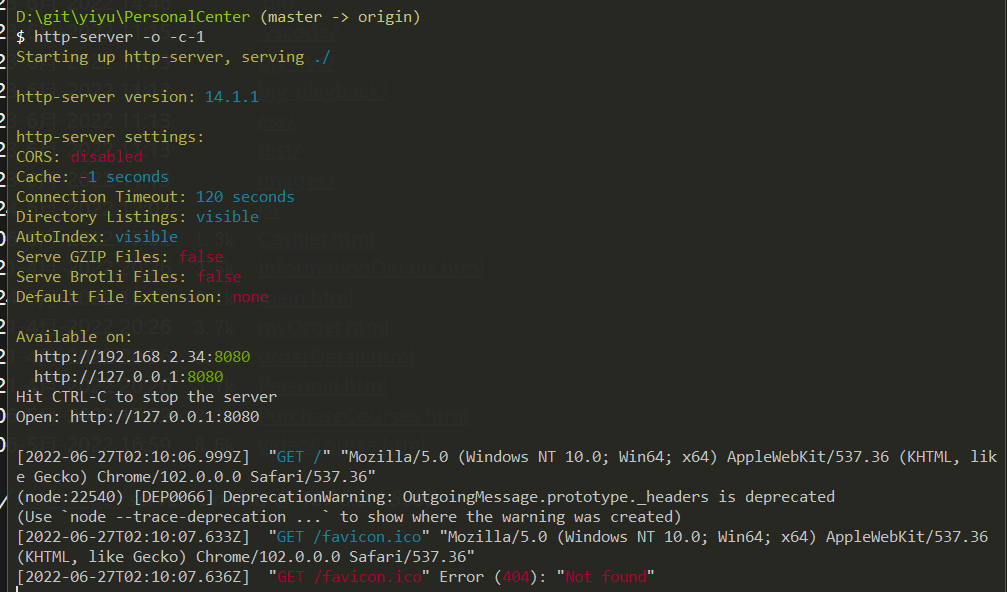 D:\git\yiyu\PersonalCenter (master -> origin)
$ http-server -o -c-1
Starting up http-server, serving ./
http-server version: 14.1.1
http-server settings:
CORS: disabled
Cache: -1 seconds
Connection Timeout: 120 seconds
Directory Listings: visible
AutoIndex: visible
Serve GZIP Files: false
Serve Brotli Files: false
Default File Extension: none
Available on:
http://192.168.2.34:8080
http://127.0.0.1:8080
Hit CTRL-C to stop the server
Open: http://127.0.0.1:8080
[2022-06-27T02:10:06.999Z]  "GET /" "Mozilla/5.0 (Windows NT 10.0; Win64; x64) AppleWebKit/537.36 (KHTML, lik
e Gecko) Chrome/102.0.0.0 Safari/537.36"
(node:22540) [DEP0066] DeprecationWarning: OutgoingMessage.prototype._headers is deprecated
(Use `node --trace-deprecation ...` to show where the warning was created)
[2022-06-27T02:10:07.633Z]  "GET /favicon.ico" "Mozilla/5.0 (Windows NT 10.0; Win64; x64) AppleWebKit/537.36
(KHTML, like Gecko) Chrome/102.0.0.0 Safari/537.36"
[2022-06-27T02:10:07.636Z]  "GET /favicon.ico" Error (404): "Not found"